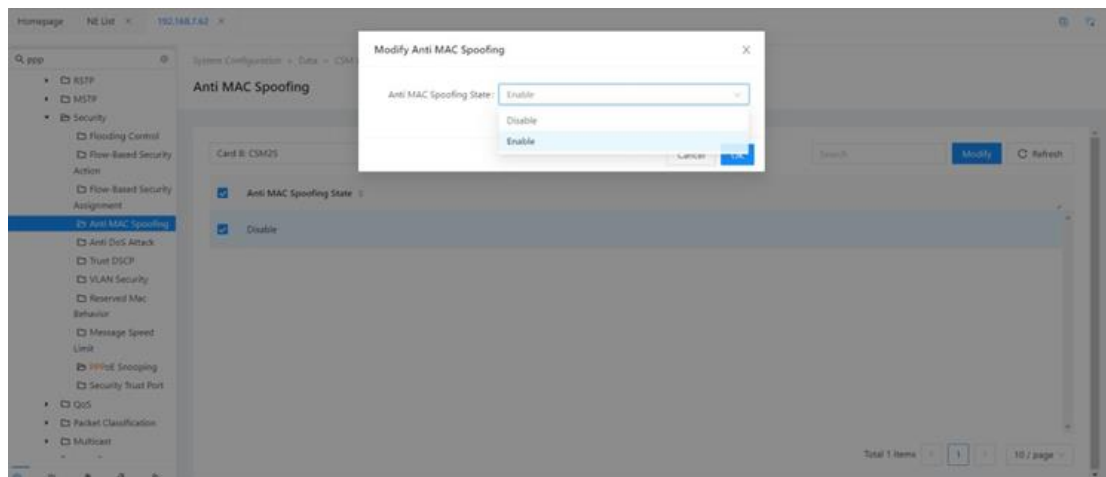 Homepage
NE List ×
192.168.7.62 ×
ppp
RSTP
MSTP
Security
Flooding Control
Flow-Based Security
Action
Flow-Based Security
Assignment
Anti MAC Spoofing
Anti DoS Attack
Trust DSCP
VLAN Security
Reserved Mac
Behavior
Message Speed
Limit
PPPoE Snooping
Security Trust Port
QoS
Packet Classification
Multicast
System Configuration > Data > CSM
Anti MAC Spoofing
Card 8: CSM25
Search
Modify
Refresh
Anti MAC Spoofing State
Disable
Total 1 items
1
10 / page
Modify Anti MAC Spoofing
Anti MAC Spoofing State:
Enable
Disable
Enable
Cancel
OK